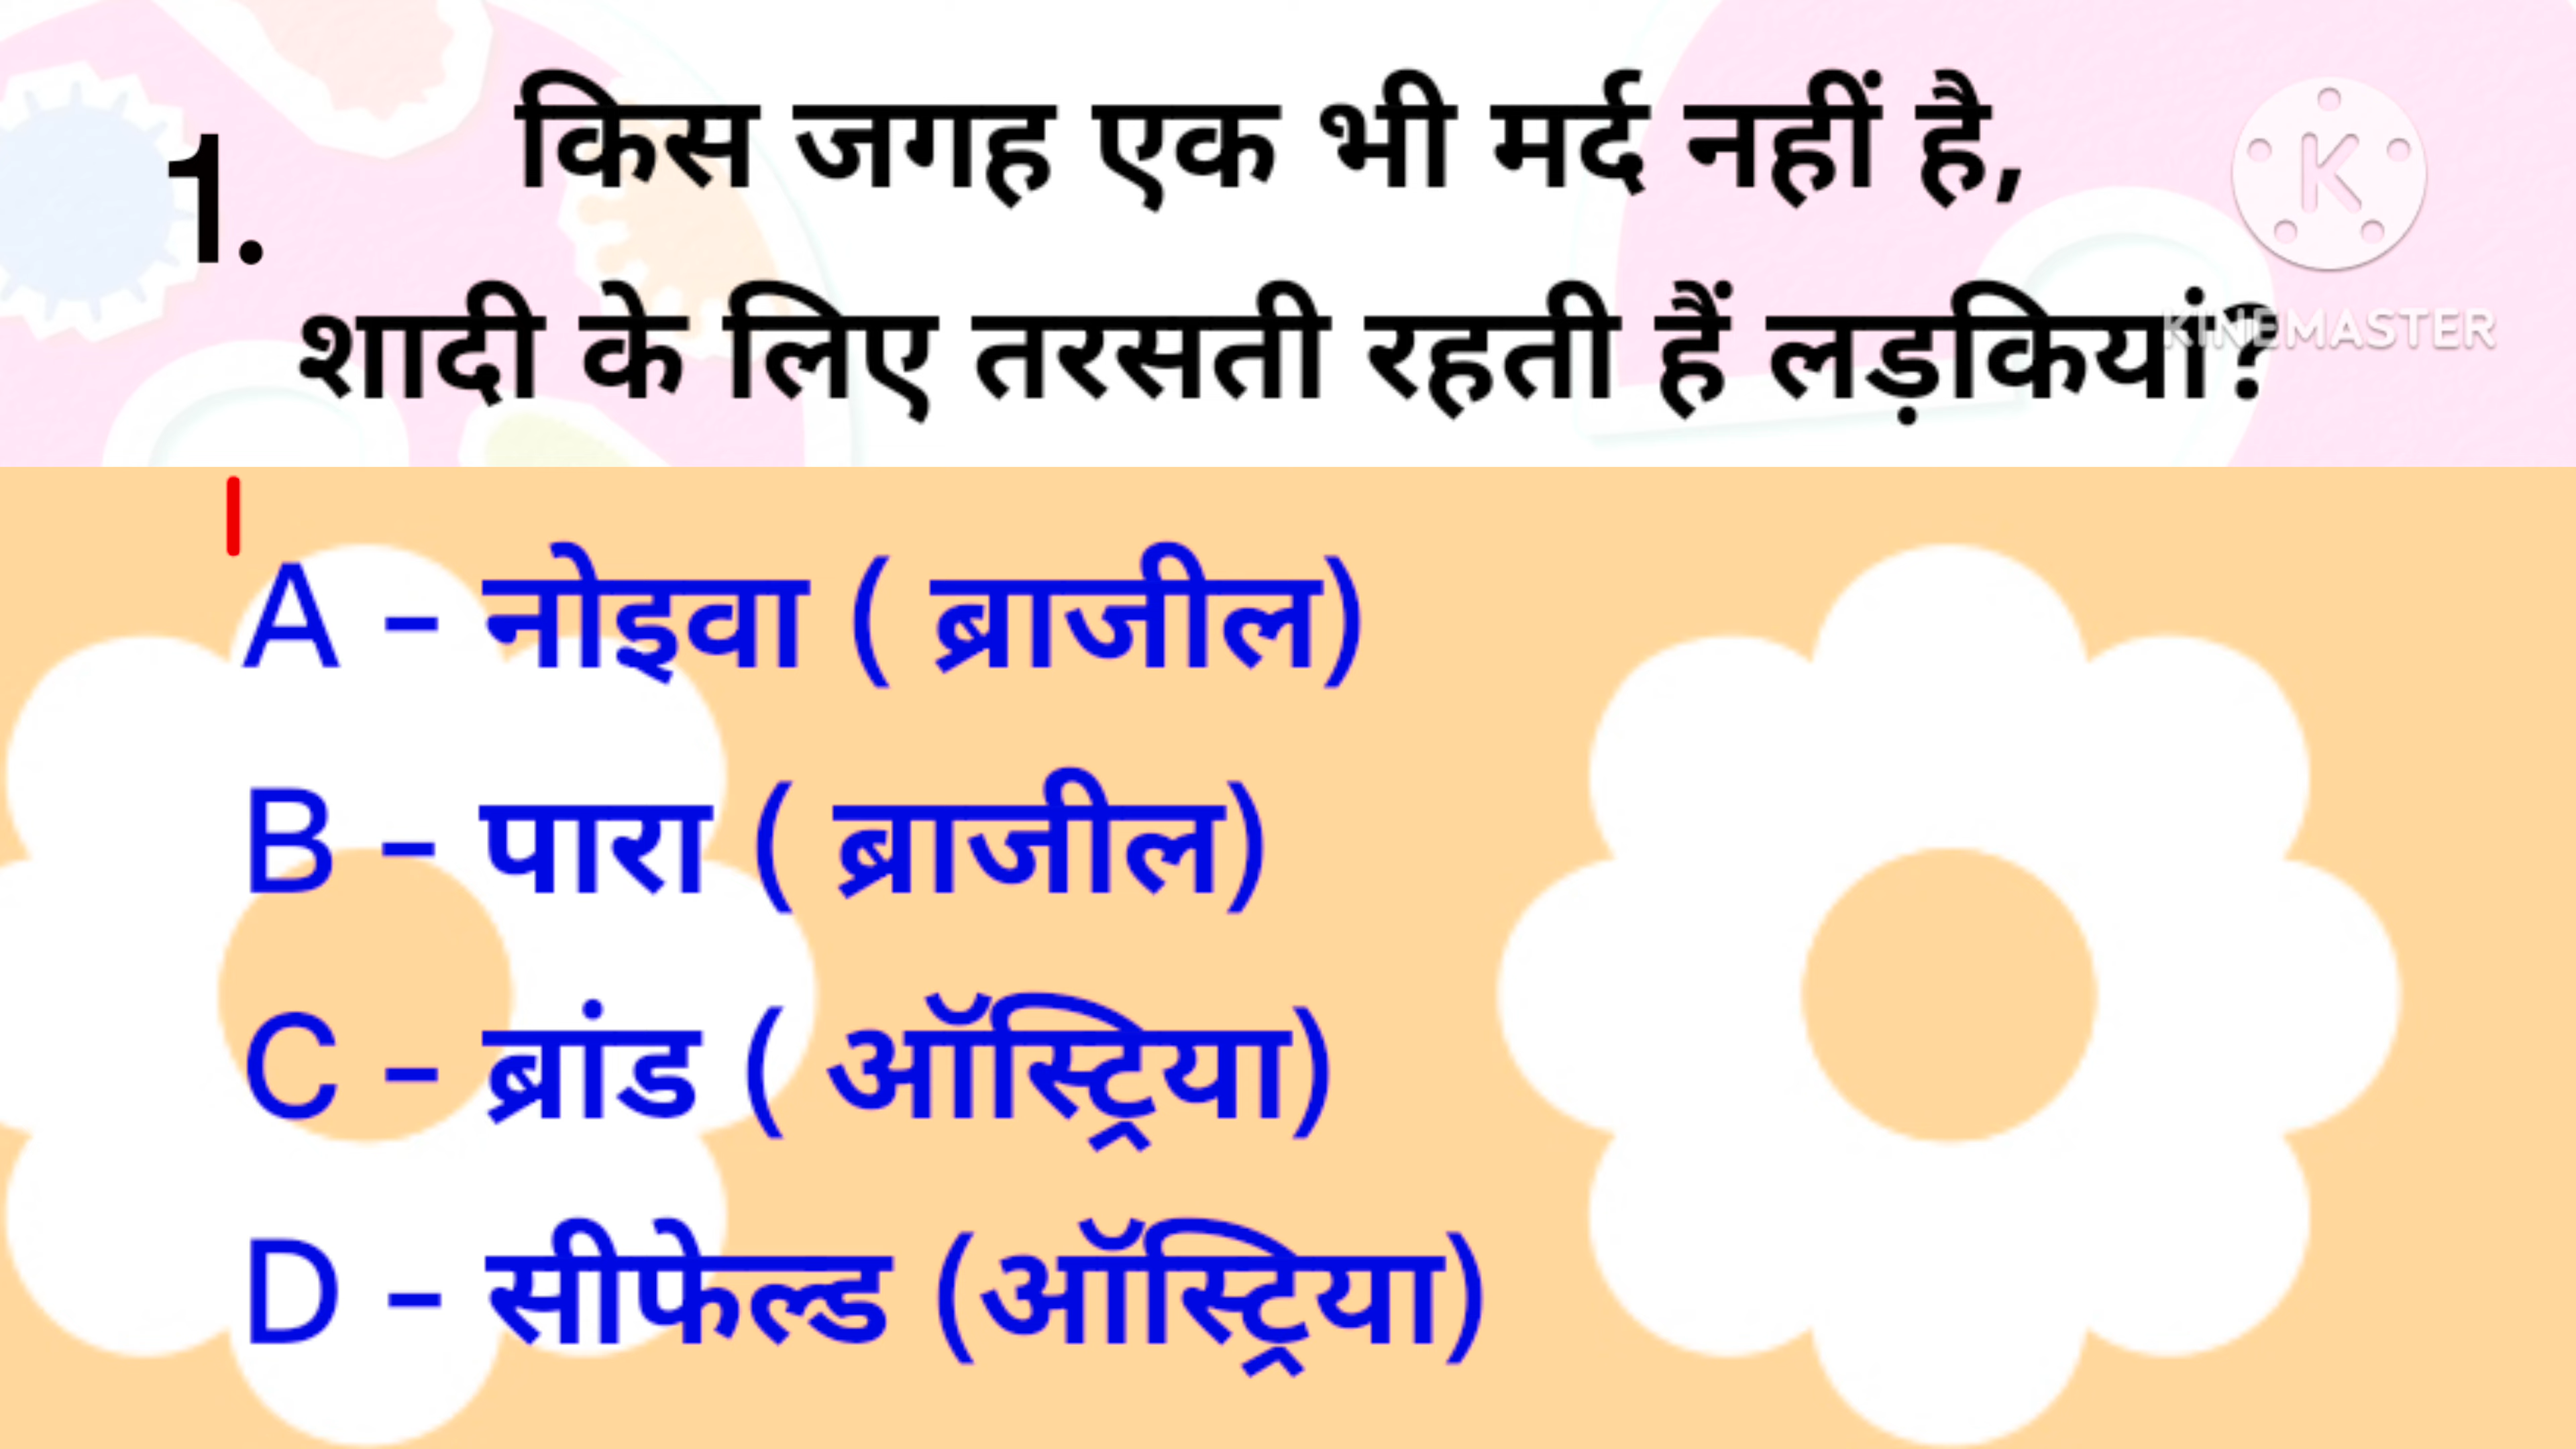 1. किस जगह एक भी मर्द नहीं है,
शादी के लिए तरसती रहती हैं लड़कियां?
KINEMASTER
A - नोइवा ( ब्राजील)
B - पारा ( ब्राजील)
C - ब्रांड ( ऑस्ट्रिया)
D - सीफेल्ड (ऑस्ट्रिया)